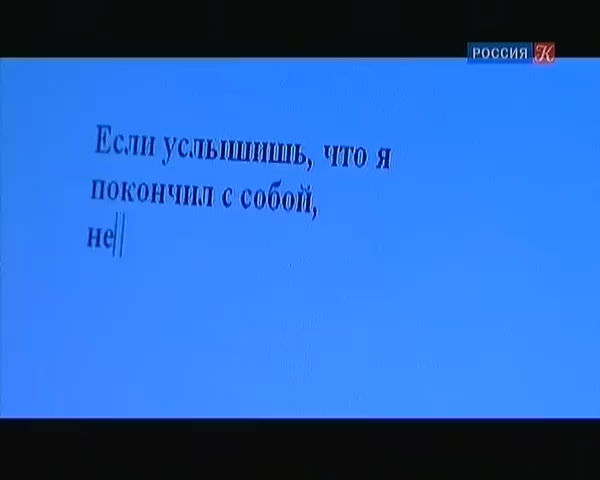 РОССИЯ К
Если услышишь, что я
покончил с собой,
не